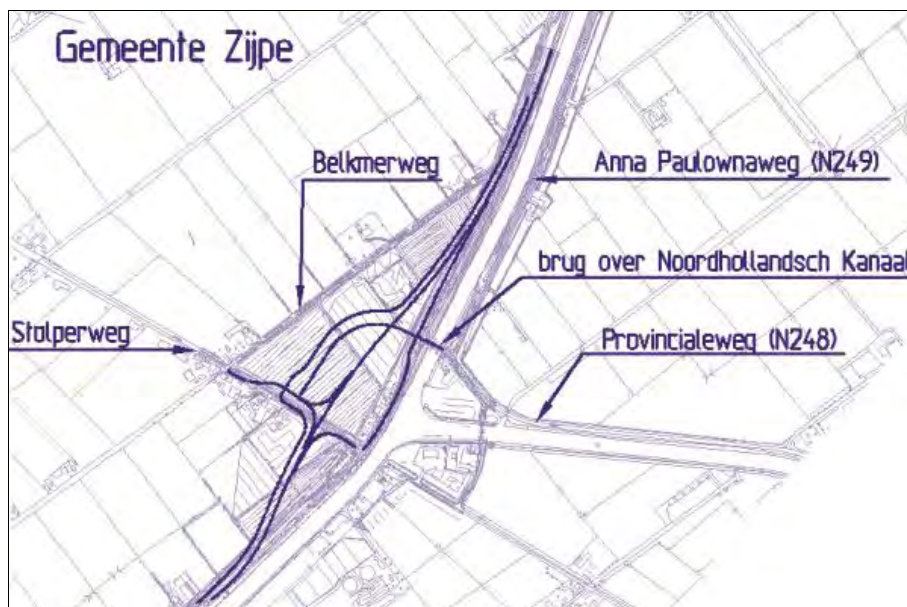 Gemeente Zijpe
Belkmerweg
Anna Paulownaweg (N249)
brug over Noordhollandsch Kanaal
Stolperweg
Provincialeweg (N248)